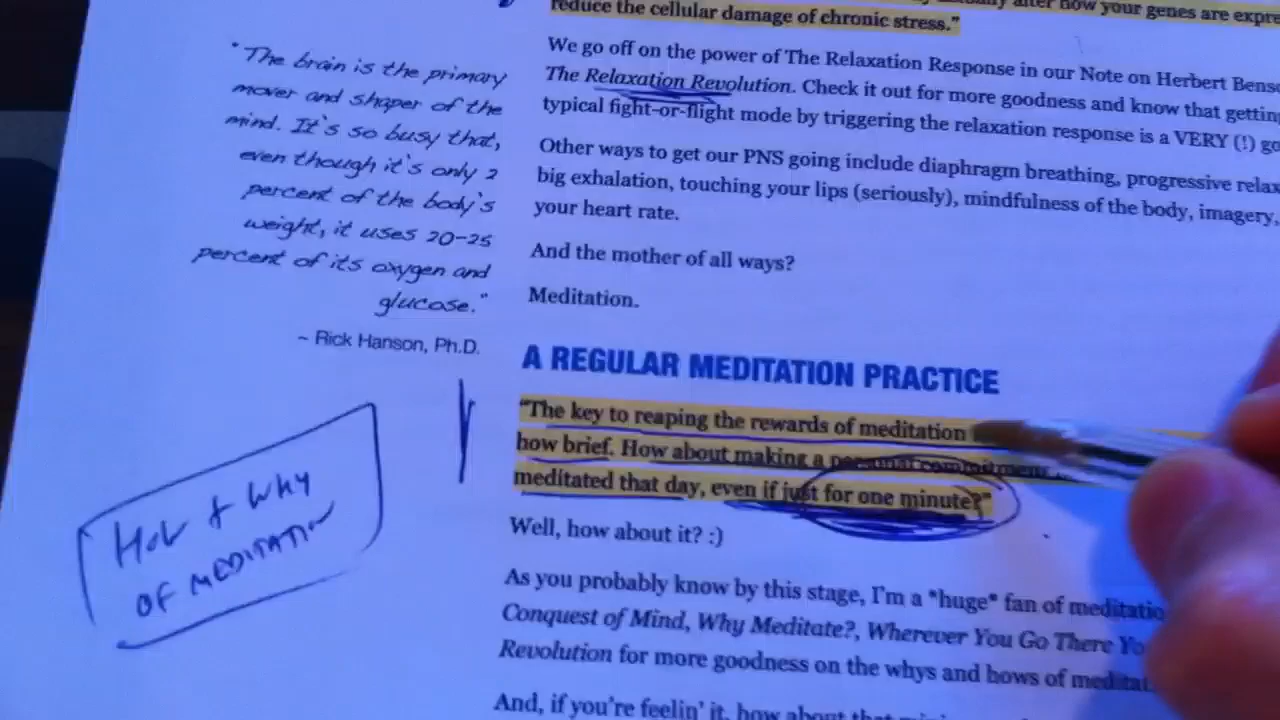 reduce the cellular damage of chronic stress."
We go off on the power of The Relaxation Response in our Note on Herbert
The Relaxation Revolution. Check it out for more goodness and know that
typical fight-or-flight mode by triggering the relaxation response is a VERY (!)
Other ways to get our PNS going include diaphragm breathing, progressive
big exhalation, touching your lips (seriously), mindfulness of the body, imagery,
your heart rate.
And the mother of all ways?
Meditation.
"The brain is the primary
mover and shaper of the
mind. It's so busy that,
even though it's only 2
percent of the body's
weight, it uses 20-25
percent of its oxygen and
glucose."
~ Rick Hanson, Ph.D.
How + Why
OF MEDITATION
A REGULAR MEDITATION PRACTICE
"The key to reaping the rewards of meditation
how brief. How about making a personal commitment
meditated that day, even if just for one minute?"
Well, how about it? :)
As you probably know by this stage, I'm a *huge* fan of
Conquest of Mind, Why Meditate?, Wherever You Go There
Revolution for more goodness on the whys and hows of
And, if you're feelin' it, how about that